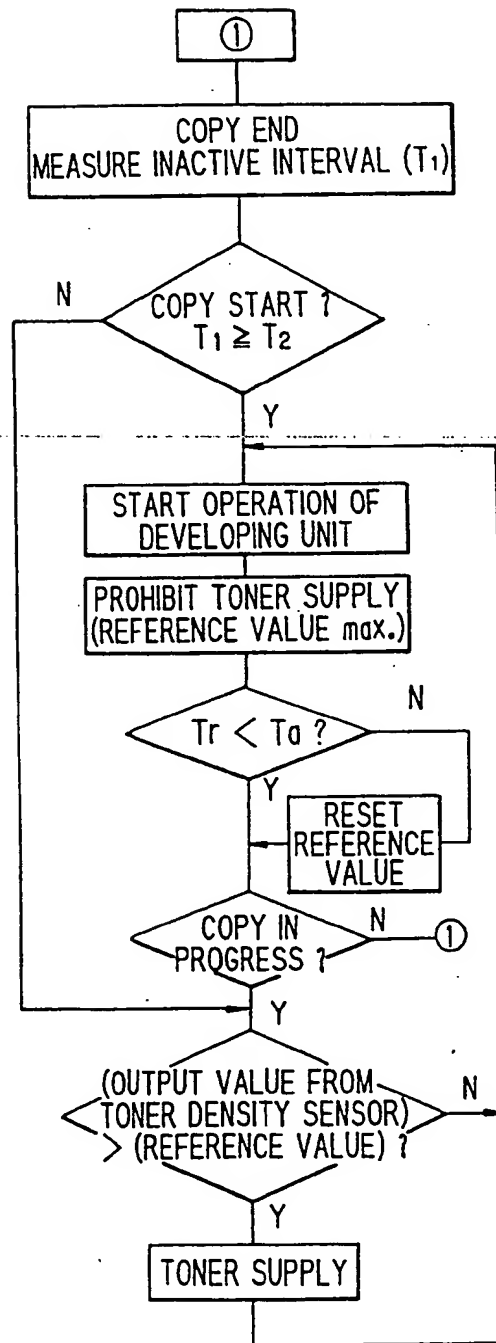 ①
COPY END
MEASURE INACTIVE INTERVAL (T₁)
N
COPY START ?
T₁ ≧ T₂
Y
START OPERATION OF
DEVELOPING UNIT
PROHIBIT TONER SUPPLY
(REFERENCE VALUE max.)
Tr < Ta ?
N
Y
RESET
REFERENCE
VALUE
COPY IN
PROGRESS ?
N
①
Y
(OUTPUT VALUE FROM
TONER DENSITY SENSOR)
> (REFERENCE VALUE) ?
N
Y
TONER SUPPLY